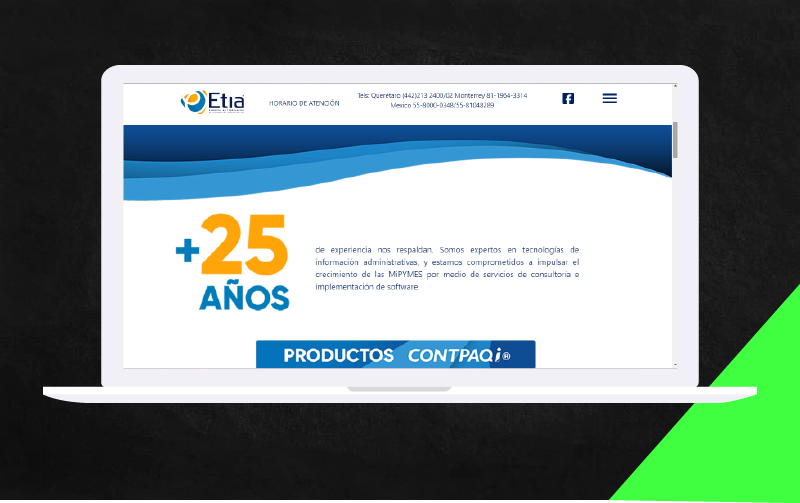 Etia
HORARIO DE ATENCIÓN
Tels: Querétaro (442)213 2400/02 Monterrey 81-1964-3314
Mexico 55-8000-0348/55-81048289
+25
AÑOS
de experiencia nos respaldan. Somos expertos en tecnologías de
información administrativas, y estamos comprometidos a impulsar el
crecimiento de las MiPYMES por medio de servicios de consultoría e
implementación de software.
PRODUCTOS CONTPAQi®